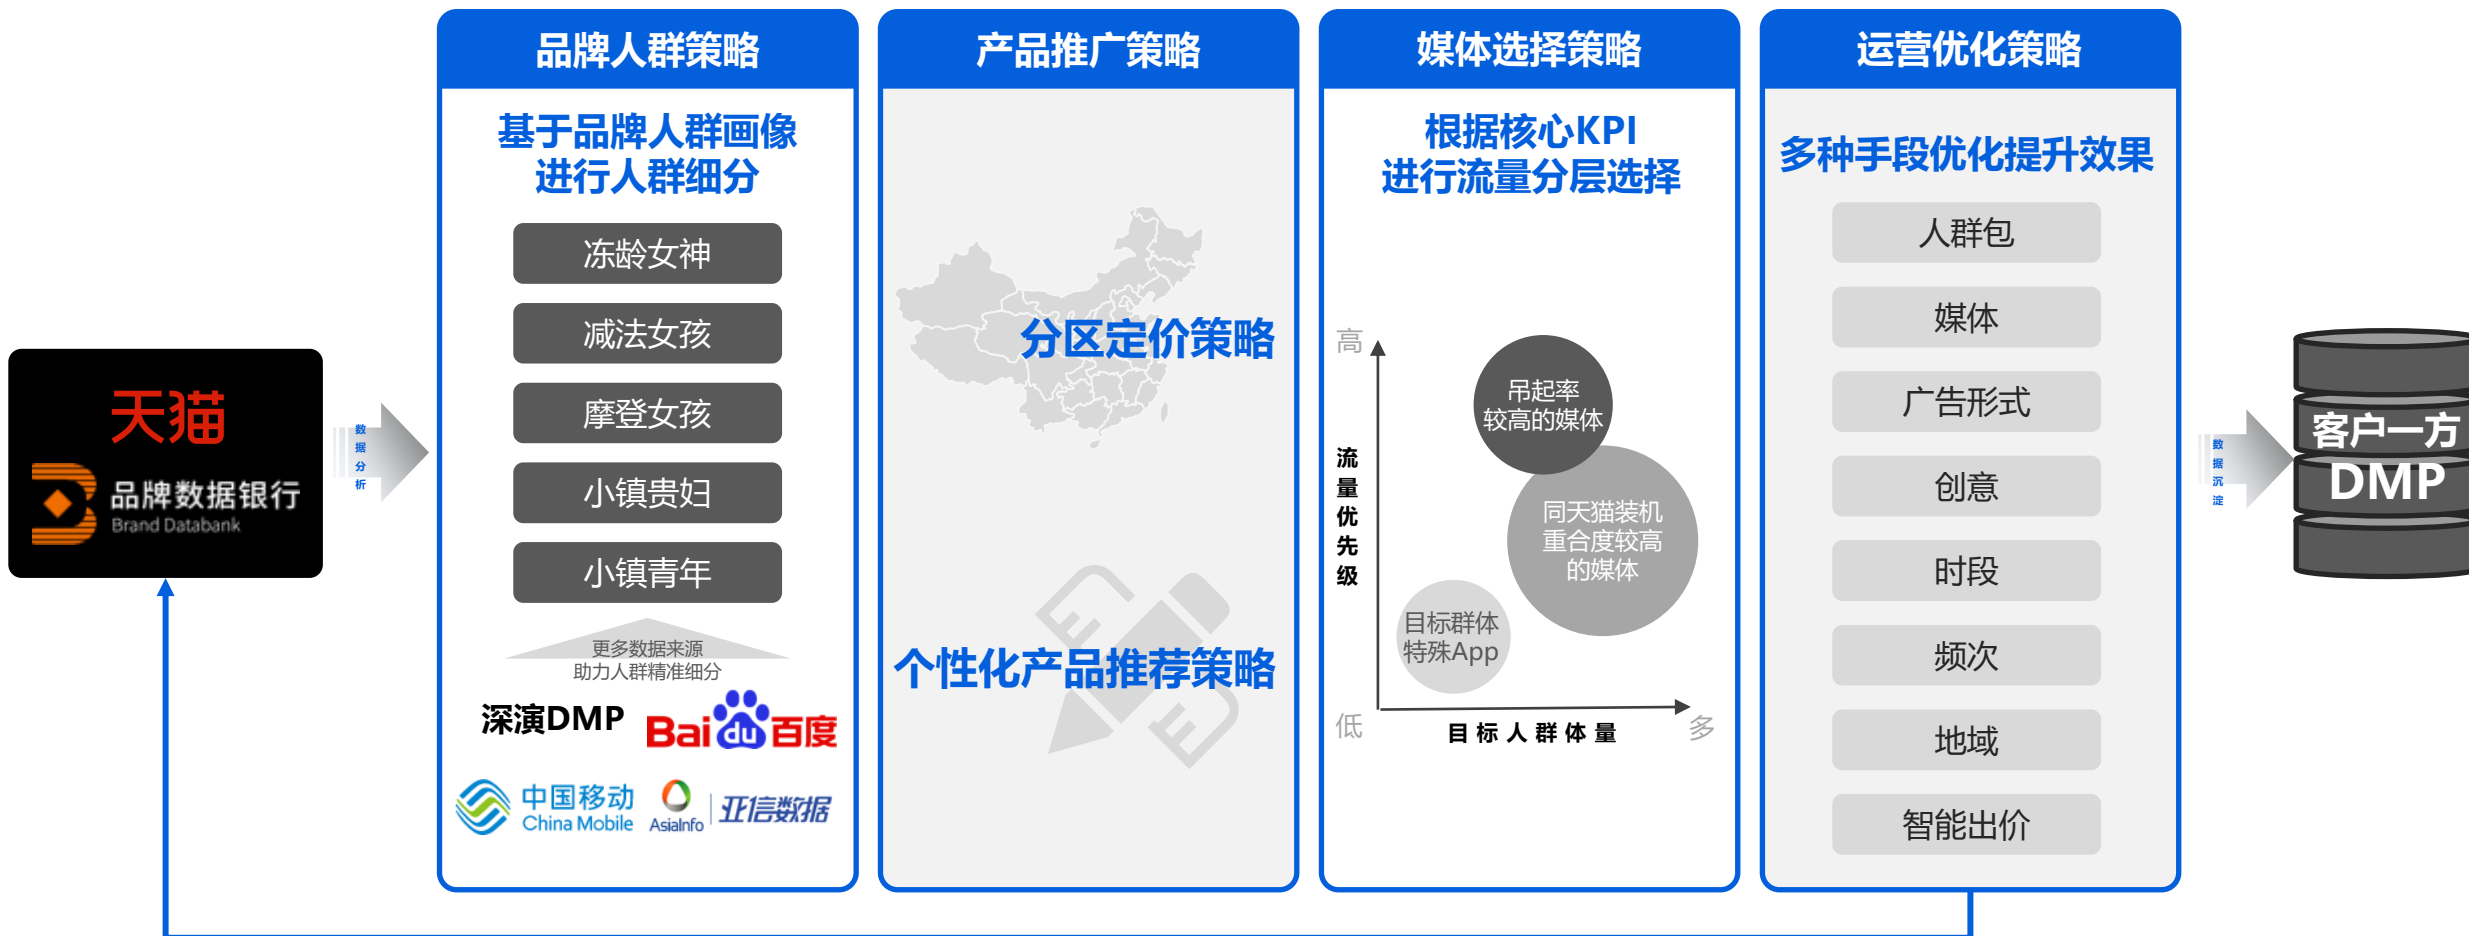 天猫
品牌数据银行
Brand Databank
数据分析
品牌人群策略
基于品牌人群画像
进行人群细分
冻龄女神
减法女孩
摩登女孩
小镇贵妇
小镇青年
更多数据来源
助力人群精准细分
深演DMP
Bai du 百度
中国移动
China Mobile
AsiaInfo
亚信数据
产品推广策略
分区定价策略
个性化产品推荐策略
媒体选择策略
根据核心KPI
进行流量分层选择
高
流量优先级
低
吊起率
较高的媒体
同天猫装机
重合度较高
的媒体
目标群体
特殊App
目标人群体量
多
运营优化策略
多种手段优化提升效果
人群包
媒体
广告形式
创意
时段
频次
地域
智能出价
数据沉淀
客户一方
DMP